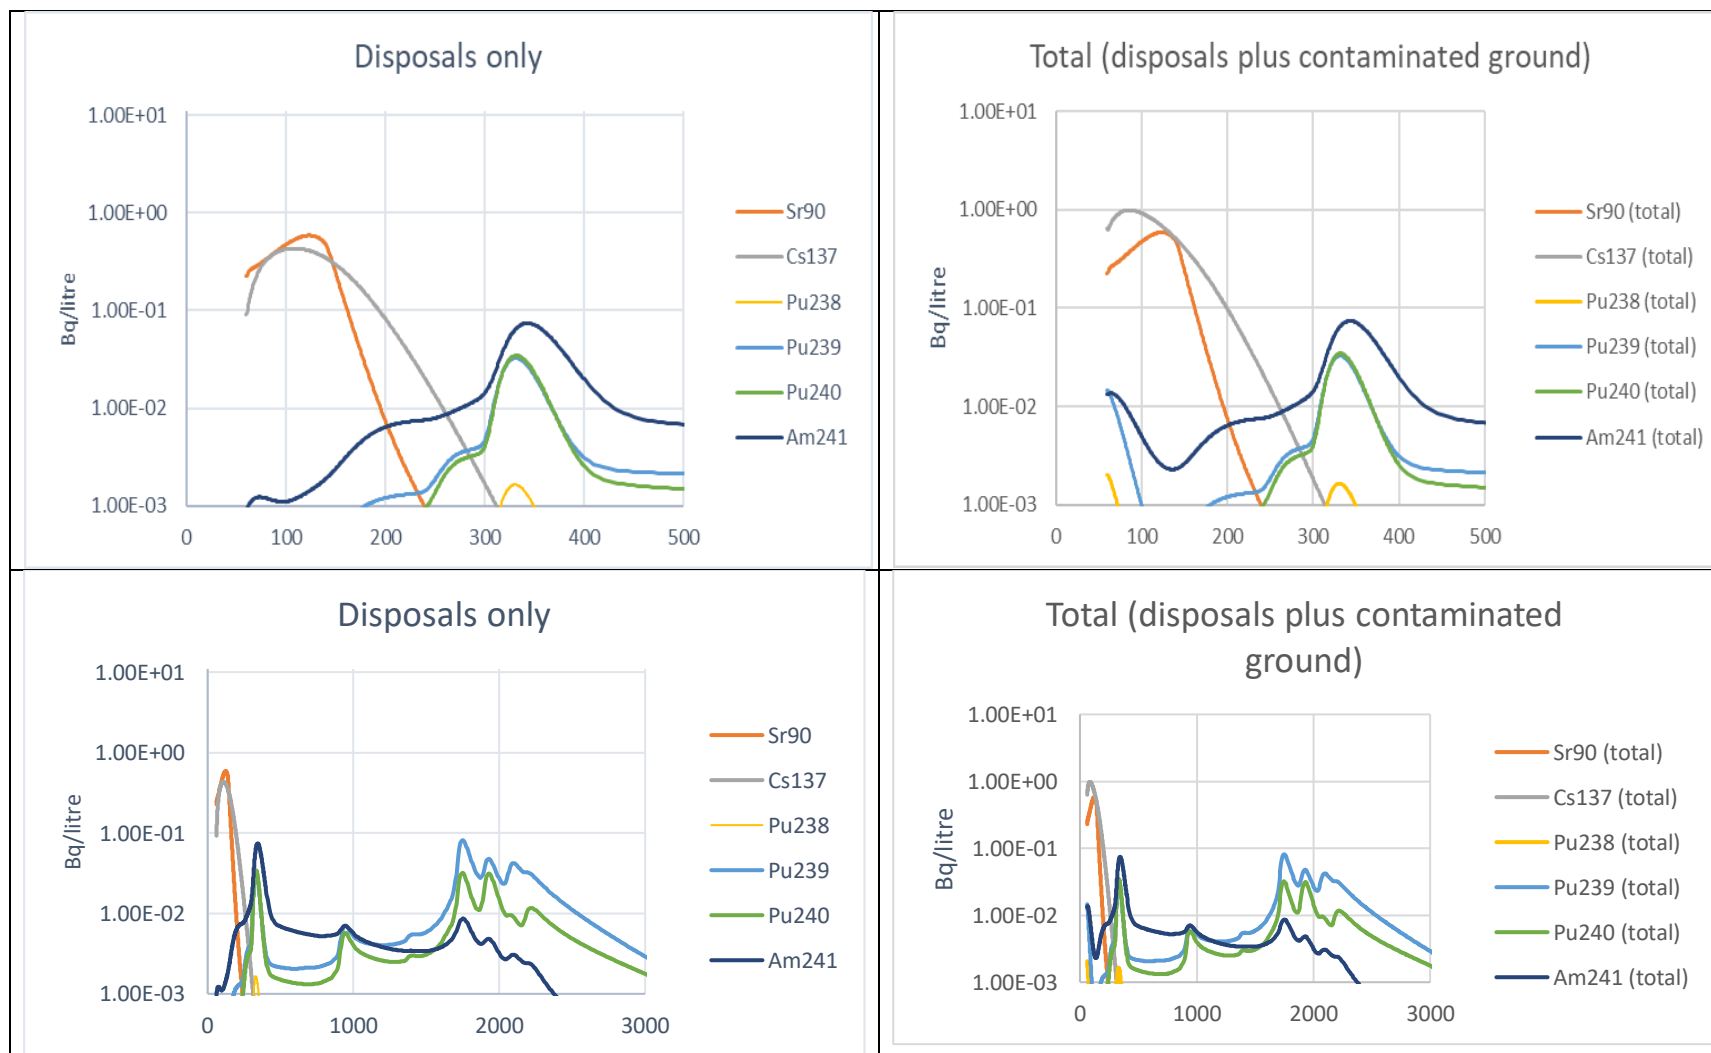 Disposals only
1.00E+01
1.00E+00
1.00E-01
1.00E-02
1.00E-03
Bq/litre
0 100 200 300 400 500
Sr90
Cs137
Pu238
Pu239
Pu240
Am241
Total (disposals plus contaminated ground)
1.00E+01
1.00E+00
1.00E-01
1.00E-02
1.00E-03
Bq/litre
0 100 200 300 400 500
Sr90 (total)
Cs137 (total)
Pu238 (total)
Pu239 (total)
Pu240 (total)
Am241 (total)
Disposals only
1.00E+01
1.00E+00
1.00E-01
1.00E-02
1.00E-03
Bq/litre
0 1000 2000 3000
Sr90
Cs137
Pu238
Pu239
Pu240
Am241
Total (disposals plus contaminated
ground)
1.00E+01
1.00E+00
1.00E-01
1.00E-02
1.00E-03
Bq/litre
0 1000 2000 3000
Sr90 (total)
Cs137 (total)
Pu238 (total)
Pu239 (total)
Pu240 (total)
Am241 (total)